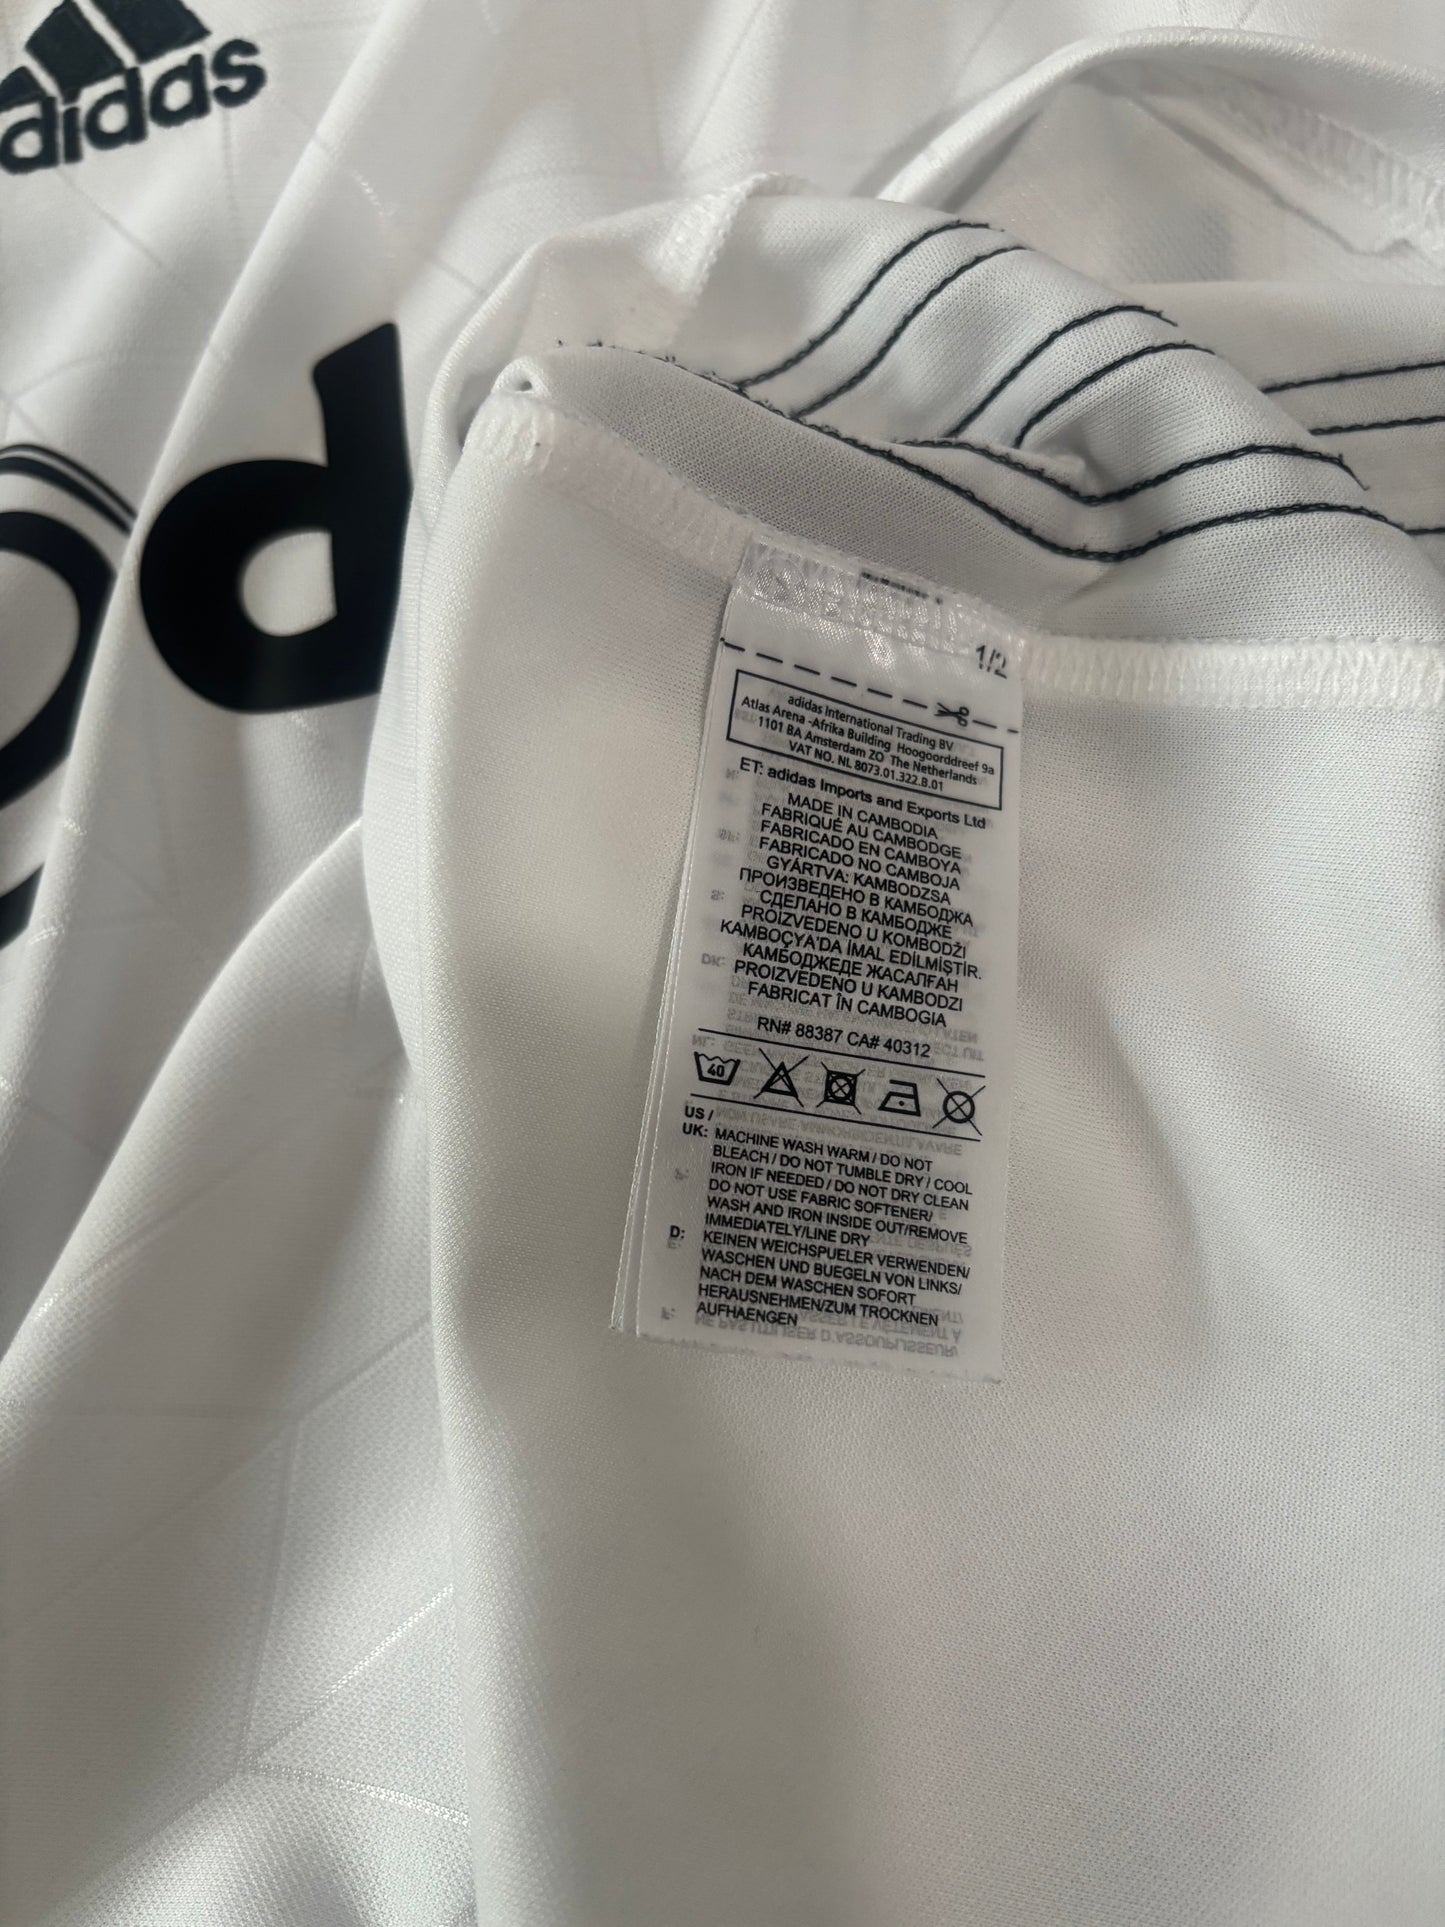 adidas
d
1/2
adidas International Trading BV
Atlas Arena -Afrika Building Hoogoorddreef 9a
1101 BA Amsterdam ZO The Netherlands
VAT NO. NL 8073.01.322.B.01
ET: adidas Imports and Exports Ltd
MADE IN CAMBODIA
FABRIQUÉ AU CAMBODGE
FABRICADO EN CAMBOYA
FABRICADO NO CAMBOJA
GYÁRTVA: KAMBODZSA
ПРОИЗВЕДЕНО В КАМБОДЖА
СДЕЛАНО В КАМБОДЖЕ
PROIZVEDENO U KOMBODŽI
KAMBOÇYA'DA İMAL EDİLMİŞTİR.
КАМБОДЖЕДЕ ЖАСАЛҒАН
PROIZVEDENO U KAMBODZI
FABRICAT ÎN CAMBOGIA
RN# 88387 CA# 40312
40
US /
UK: MACHINE WASH WARM / DO NOT
BLEACH / DO NOT TUMBLE DRY / COOL
IRON IF NEEDED / DO NOT DRY CLEAN
DO NOT USE FABRIC SOFTENER/
WASH AND IRON INSIDE OUT/REMOVE
IMMEDIATELY/LINE DRY
D: KEINEN WEICHSPUELER VERWENDEN/
WASCHEN UND BUEGELN VON LINKS/
NACH DEM WASCHEN SOFORT
HERAUSNEHMEN/ZUM TROCKNEN
AUFHAENGEN